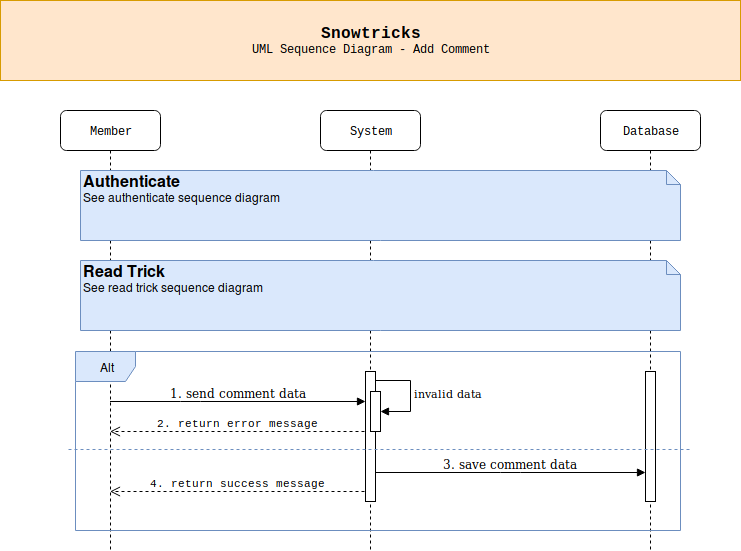 Snowtricks
UML Sequence Diagram - Add Comment
Member
System
Database
Authenticate
See authenticate sequence diagram
Read Trick
See read trick sequence diagram
Alt
1. send comment data
invalid data
2. return error message
3. save comment data
4. return success message